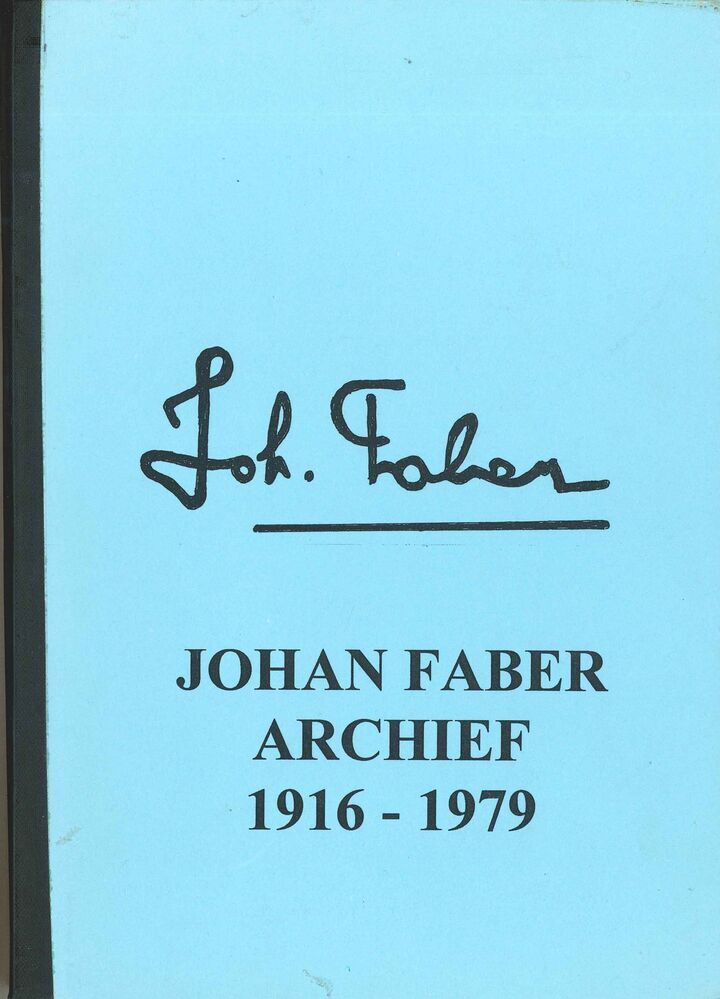 Joh. Faber
JOHAN FABER
ARCHIEF
1916 - 1979